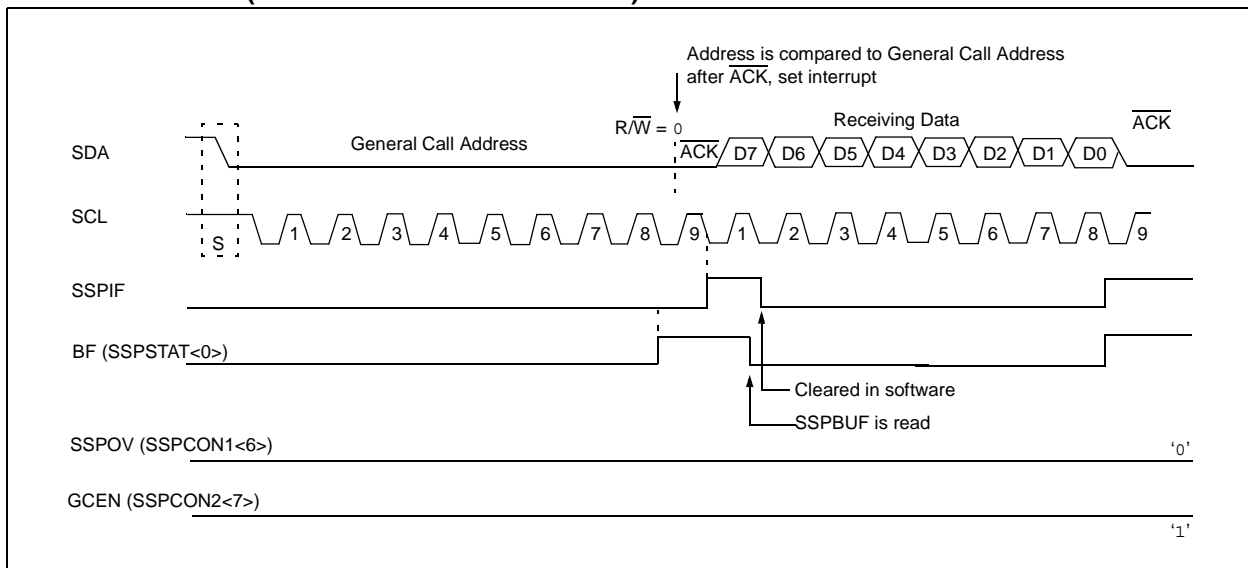 Address is compared to General Call Address
after ACK, set interrupt
R/W = 0
Receiving Data
ACK
General Call Address
SDA
ACK D7 D6 D5 D4 D3 D2 D1 D0
SCL
S 1 2 3 4 5 6 7 8 9 1 2 3 4 5 6 7 8 9
SSPIF
BF (SSPSTAT<0>)
Cleared in software
SSPBUF is read
SSPOV (SSPCON1<6>)
‘0’
GCEN (SSPCON2<7>)
‘1’